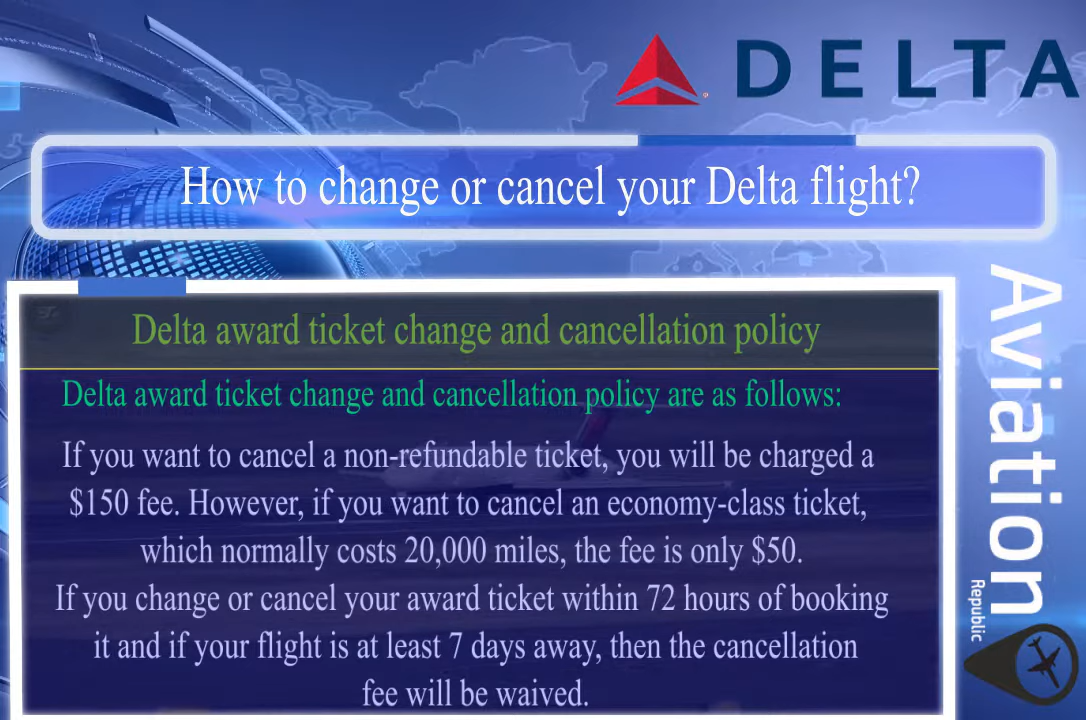 DELTA
How to change or cancel your Delta flight?
Delta award ticket change and cancellation policy
Delta award ticket change and cancellation policy are as follows:
If you want to cancel a non-refundable ticket, you will be charged a
$150 fee. However, if you want to cancel an economy-class ticket,
which normally costs 20,000 miles, the fee is only $50.
If you change or cancel your award ticket within 72 hours of booking
it and if your flight is at least 7 days away, then the cancellation
fee will be waived.
Aviation
Republic